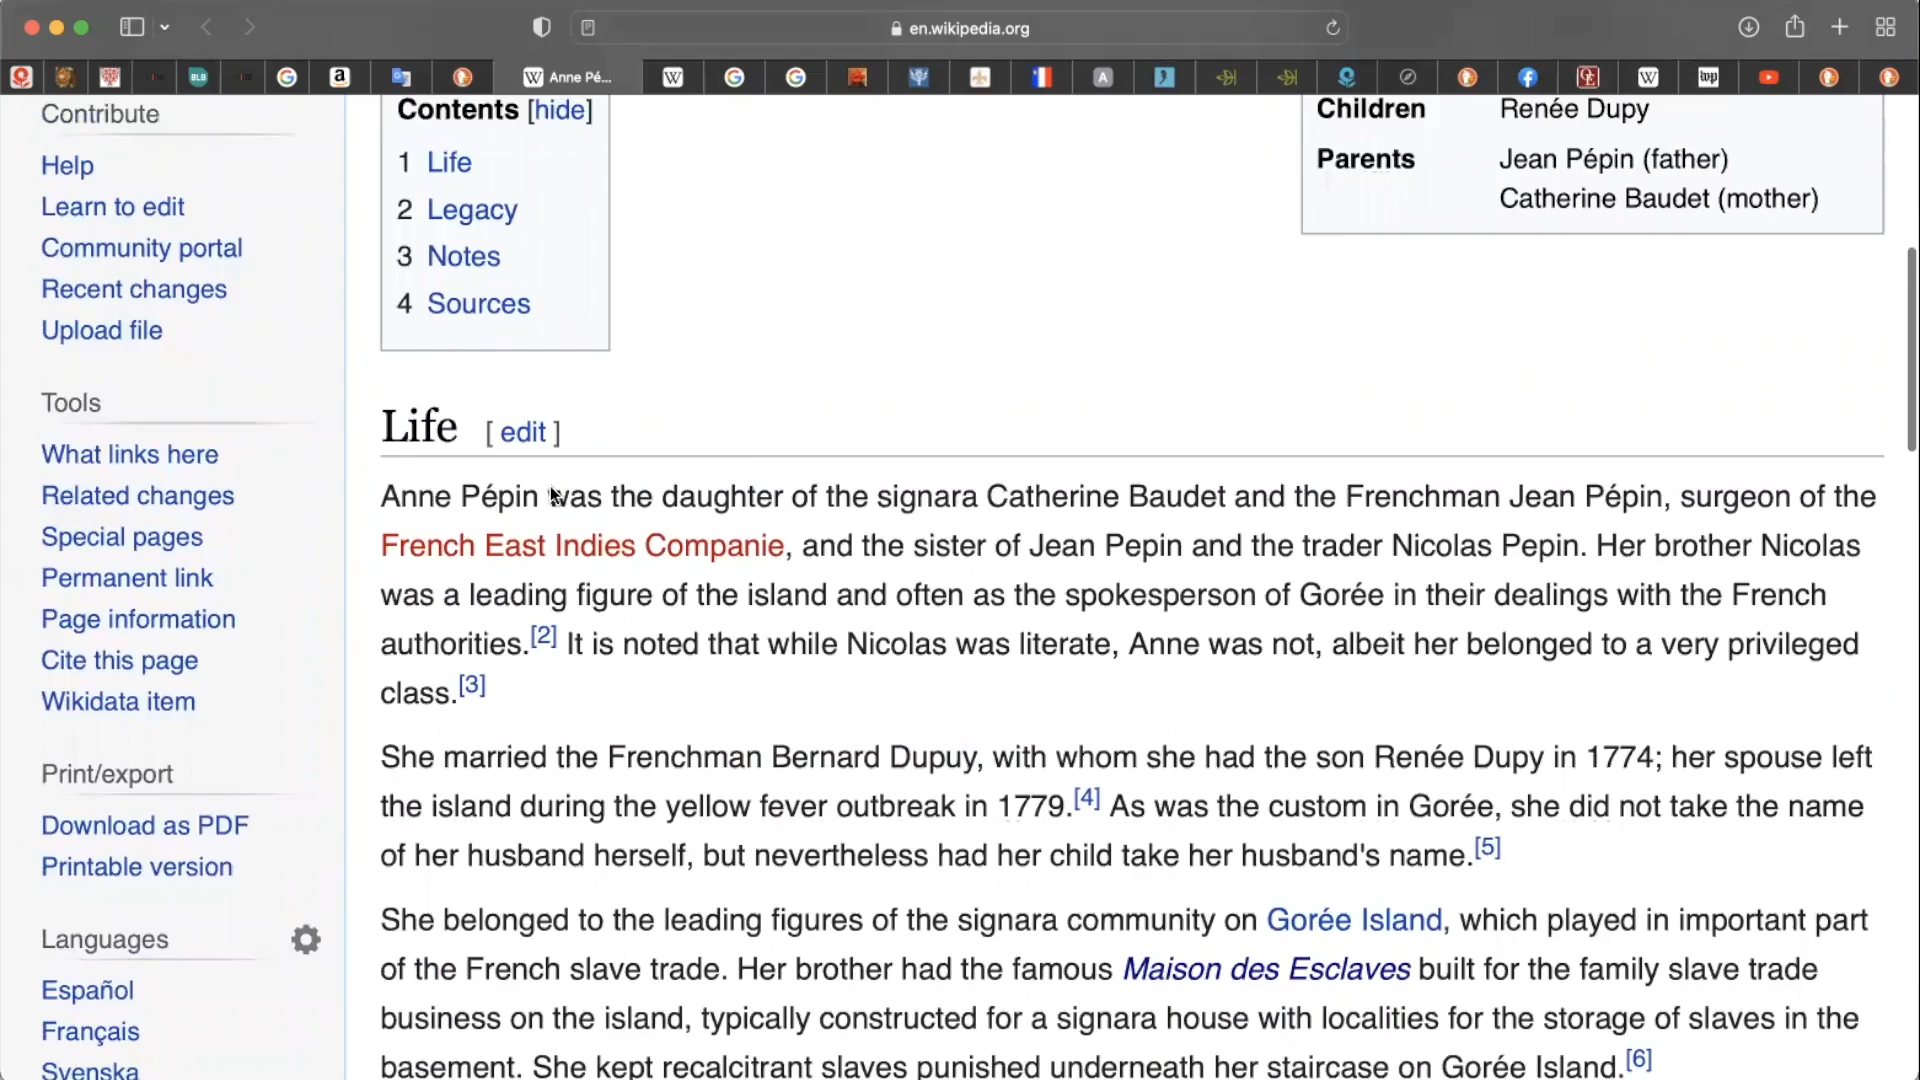 en.wikipedia.org
BLB
Anne Pé...
Contribute
Help
Learn to edit
Community portal
Recent changes
Upload file
Tools
What links here
Related changes
Special pages
Permanent link
Page information
Cite this page
Wikidata item
Print/export
Download as PDF
Printable version
Languages
Español
Français
Svenska
Contents [hide]
1 Life
2 Legacy
3 Notes
4 Sources
Children Renée Dupy
Parents Jean Pépin (father)
Catherine Baudet (mother)
Life [ edit ]
Anne Pépin was the daughter of the signara Catherine Baudet and the Frenchman Jean Pépin, surgeon of the
French East Indies Companie, and the sister of Jean Pepin and the trader Nicolas Pepin. Her brother Nicolas
was a leading figure of the island and often as the spokesperson of Gorée in their dealings with the French
authorities.[2] It is noted that while Nicolas was literate, Anne was not, albeit her belonged to a very privileged
class.[3]
She married the Frenchman Bernard Dupuy, with whom she had the son Renée Dupy in 1774; her spouse left
the island during the yellow fever outbreak in 1779.[4] As was the custom in Gorée, she did not take the name
of her husband herself, but nevertheless had her child take her husband's name.[5]
She belonged to the leading figures of the signara community on Gorée Island, which played in important part
of the French slave trade. Her brother had the famous Maison des Esclaves built for the family slave trade
business on the island, typically constructed for a signara house with localities for the storage of slaves in the
basement. She kept recalcitrant slaves punished underneath her staircase on Gorée Island.[6]